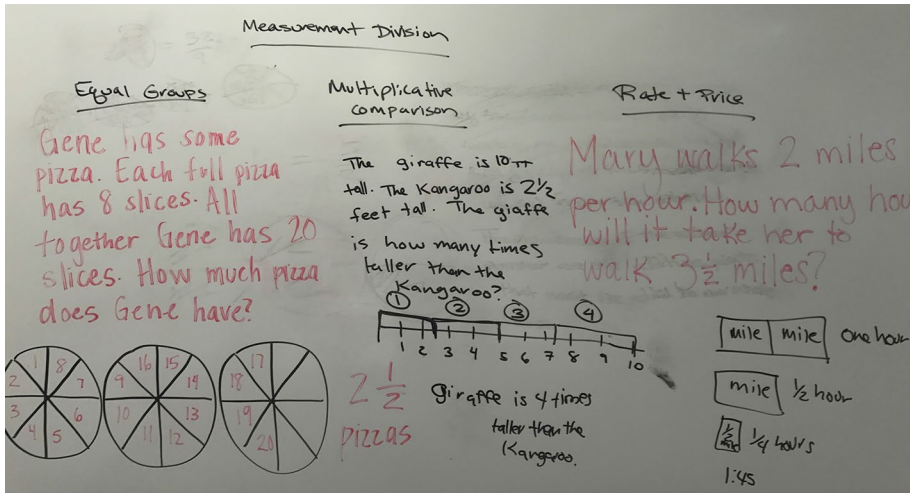 Measurement Division
Equal Groups
Gene has some
pizza. Each full pizza
has 8 slices. All
together Gene has 20
slices. How much pizza
does Gene have?
1 8
2 7
3 6
4 5
16 15
9 14
10 13
11 12
17
18
19
20
2 1/2
pizzas
Multiplicative
comparison
The giraffe is 10 FT
tall. The Kangaroo is 2 1/2
feet tall. The giaffe
is how many times
taller than the
Kangaroo?
① ② ③ ④
1 2 3 4 5 6 7 8 9 10
Giraffe is 4 times
taller than the
Kangaroo.
Rate + Price
Mary walks 2 miles
per hour. How many hou
will it take her to
walk 3 1/2 miles?
mile mile one hour
mile 1/2 hour
1/2 1/4 hours
1:45